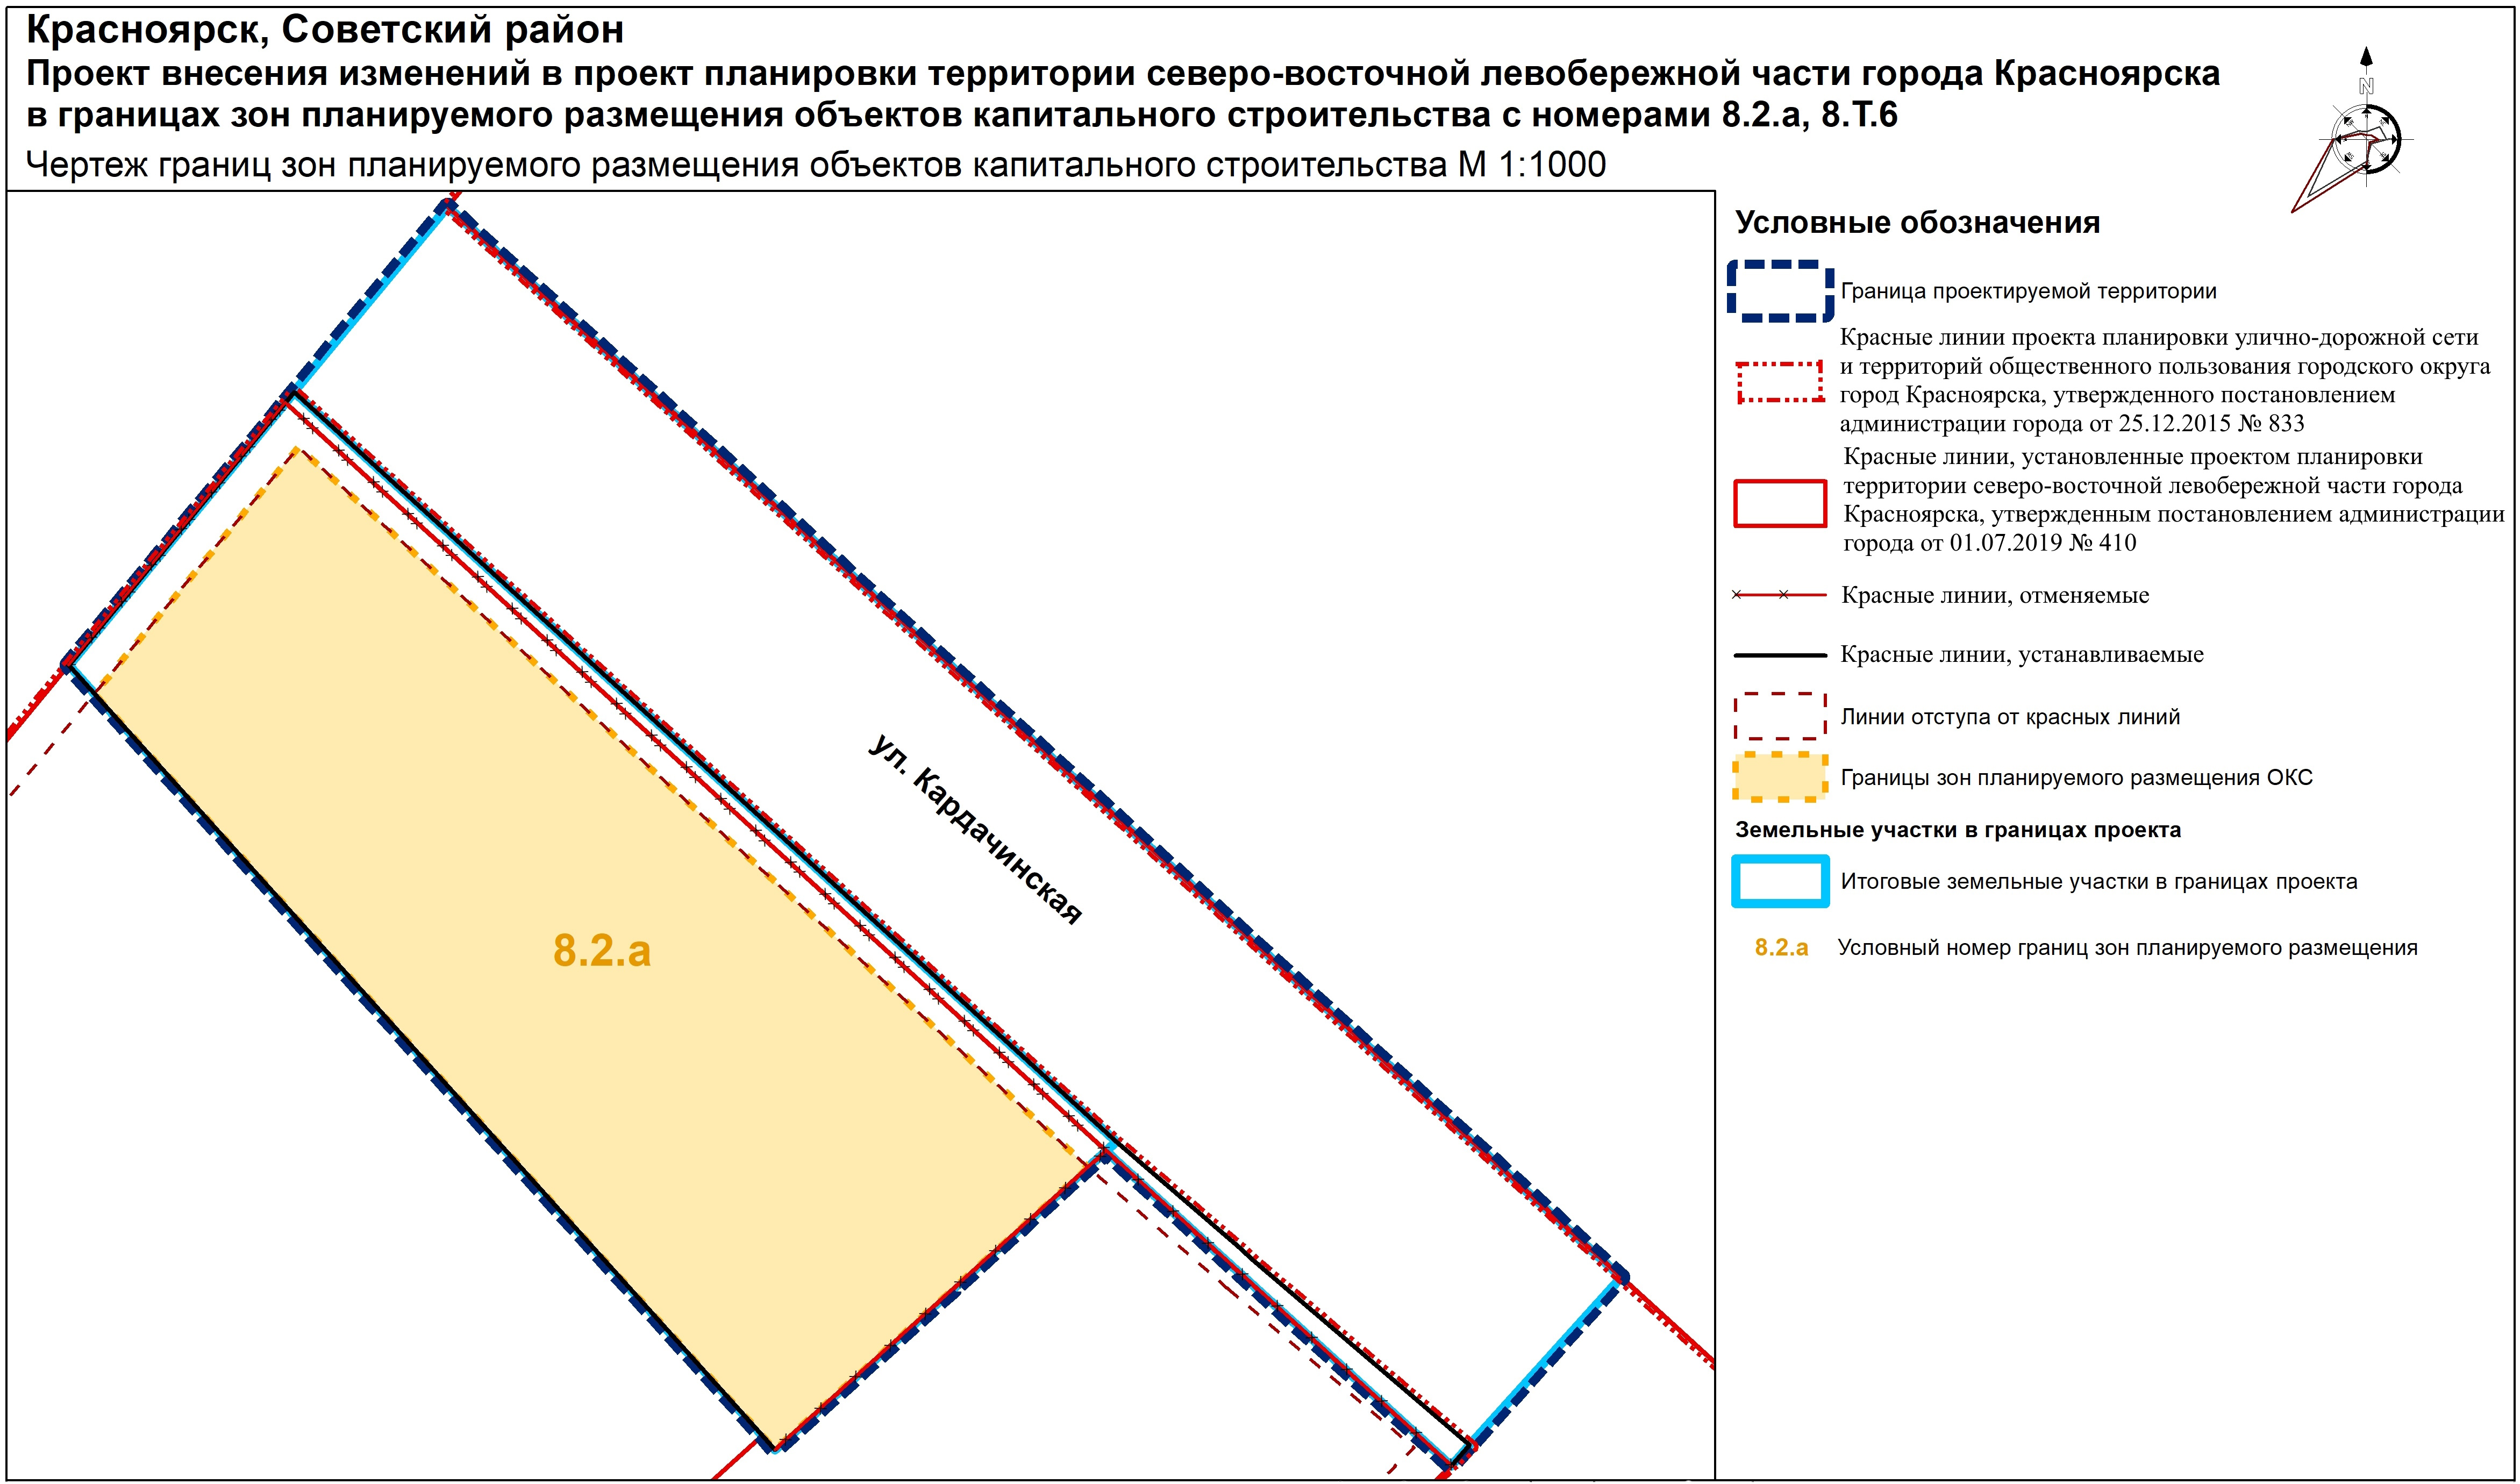 Красноярск, Советский район
Проект внесения изменений в проект планировки территории северо-восточной левобережной части города Красноярска
в границах зон планируемого размещения объектов капитального строительства с номерами 8.2.а, 8.Т.6
Чертеж границ зон планируемого размещения объектов капитального строительства М 1:1000
N
Условные обозначения
Граница проектируемой территории
Красные линии проекта планировки улично-дорожной сети
и территорий общественного пользования городского округа
город Красноярска, утвержденного постановлением
администрации города от 25.12.2015 № 833
Красные линии, установленные проектом планировки
территории северо-восточной левобережной части города
Красноярска, утвержденным постановлением администрации
города от 01.07.2019 № 410
Красные линии, отменяемые
Красные линии, устанавливаемые
Линии отступа от красных линий
Границы зон планируемого размещения ОКС
Земельные участки в границах проекта
Итоговые земельные участки в границах проекта
8.2.а Условный номер границ зон планируемого размещения
ул. Кардачинская
8.2.а